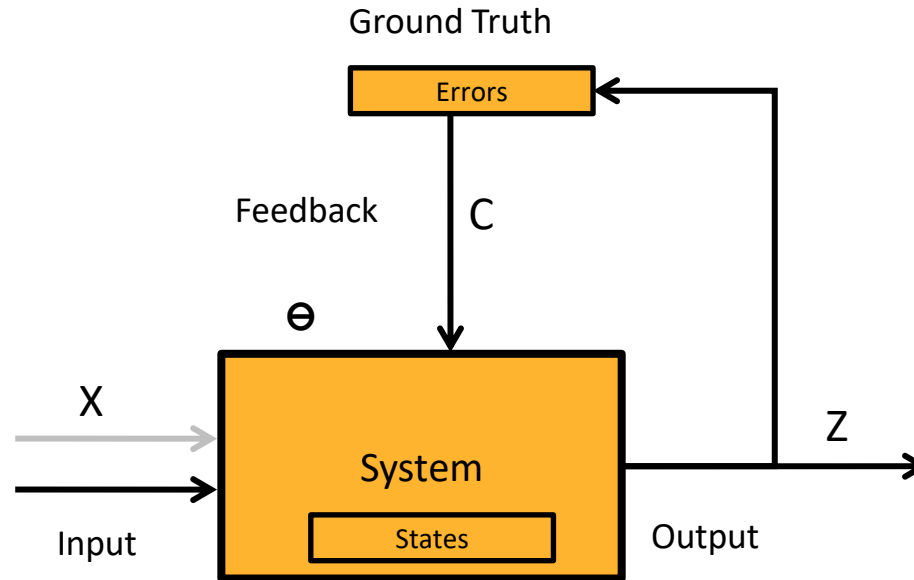 Ground Truth
Errors
Feedback
C
Ɵ
X
Z
System
Input
States
Output